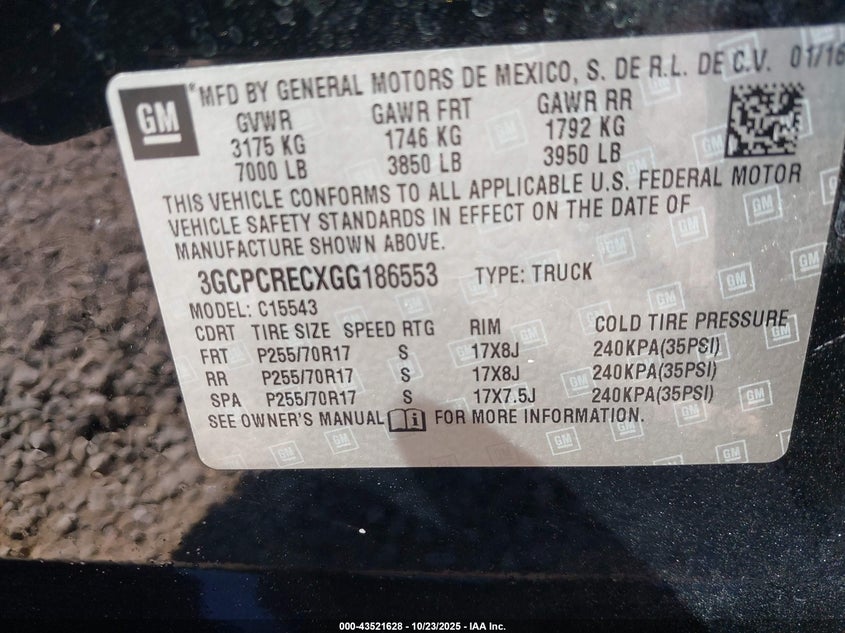 GM
*MFD BY GENERAL MOTORS DE MEXICO, S. DE R.L. DE C.V. 01/16
GVWR GAWR FRT GAWR RR
3175 KG 1746 KG 1792 KG
7000 LB 3850 LB 3950 LB
THIS VEHICLE CONFORMS TO ALL APPLICABLE U.S. FEDERAL MOTOR
VEHICLE SAFETY STANDARDS IN EFFECT ON THE DATE OF
MANUFACTURE SHOWN ABOVE.
3GCPCRECXGG186553 TYPE: TRUCK
MODEL: C15543
CDRT TIRE SIZE SPEED RTG RIM COLD TIRE PRESSURE
FRT P255/70R17 S 17X8J 240KPA(35PSI)
RR P255/70R17 S 17X8J 240KPA(35PSI)
SPA P255/70R17 S 17X7.5J 240KPA(35PSI)
SEE OWNER'S MANUAL i FOR MORE INFORMATION.
000-43521628 - 10/23/2025 - IAA Inc.